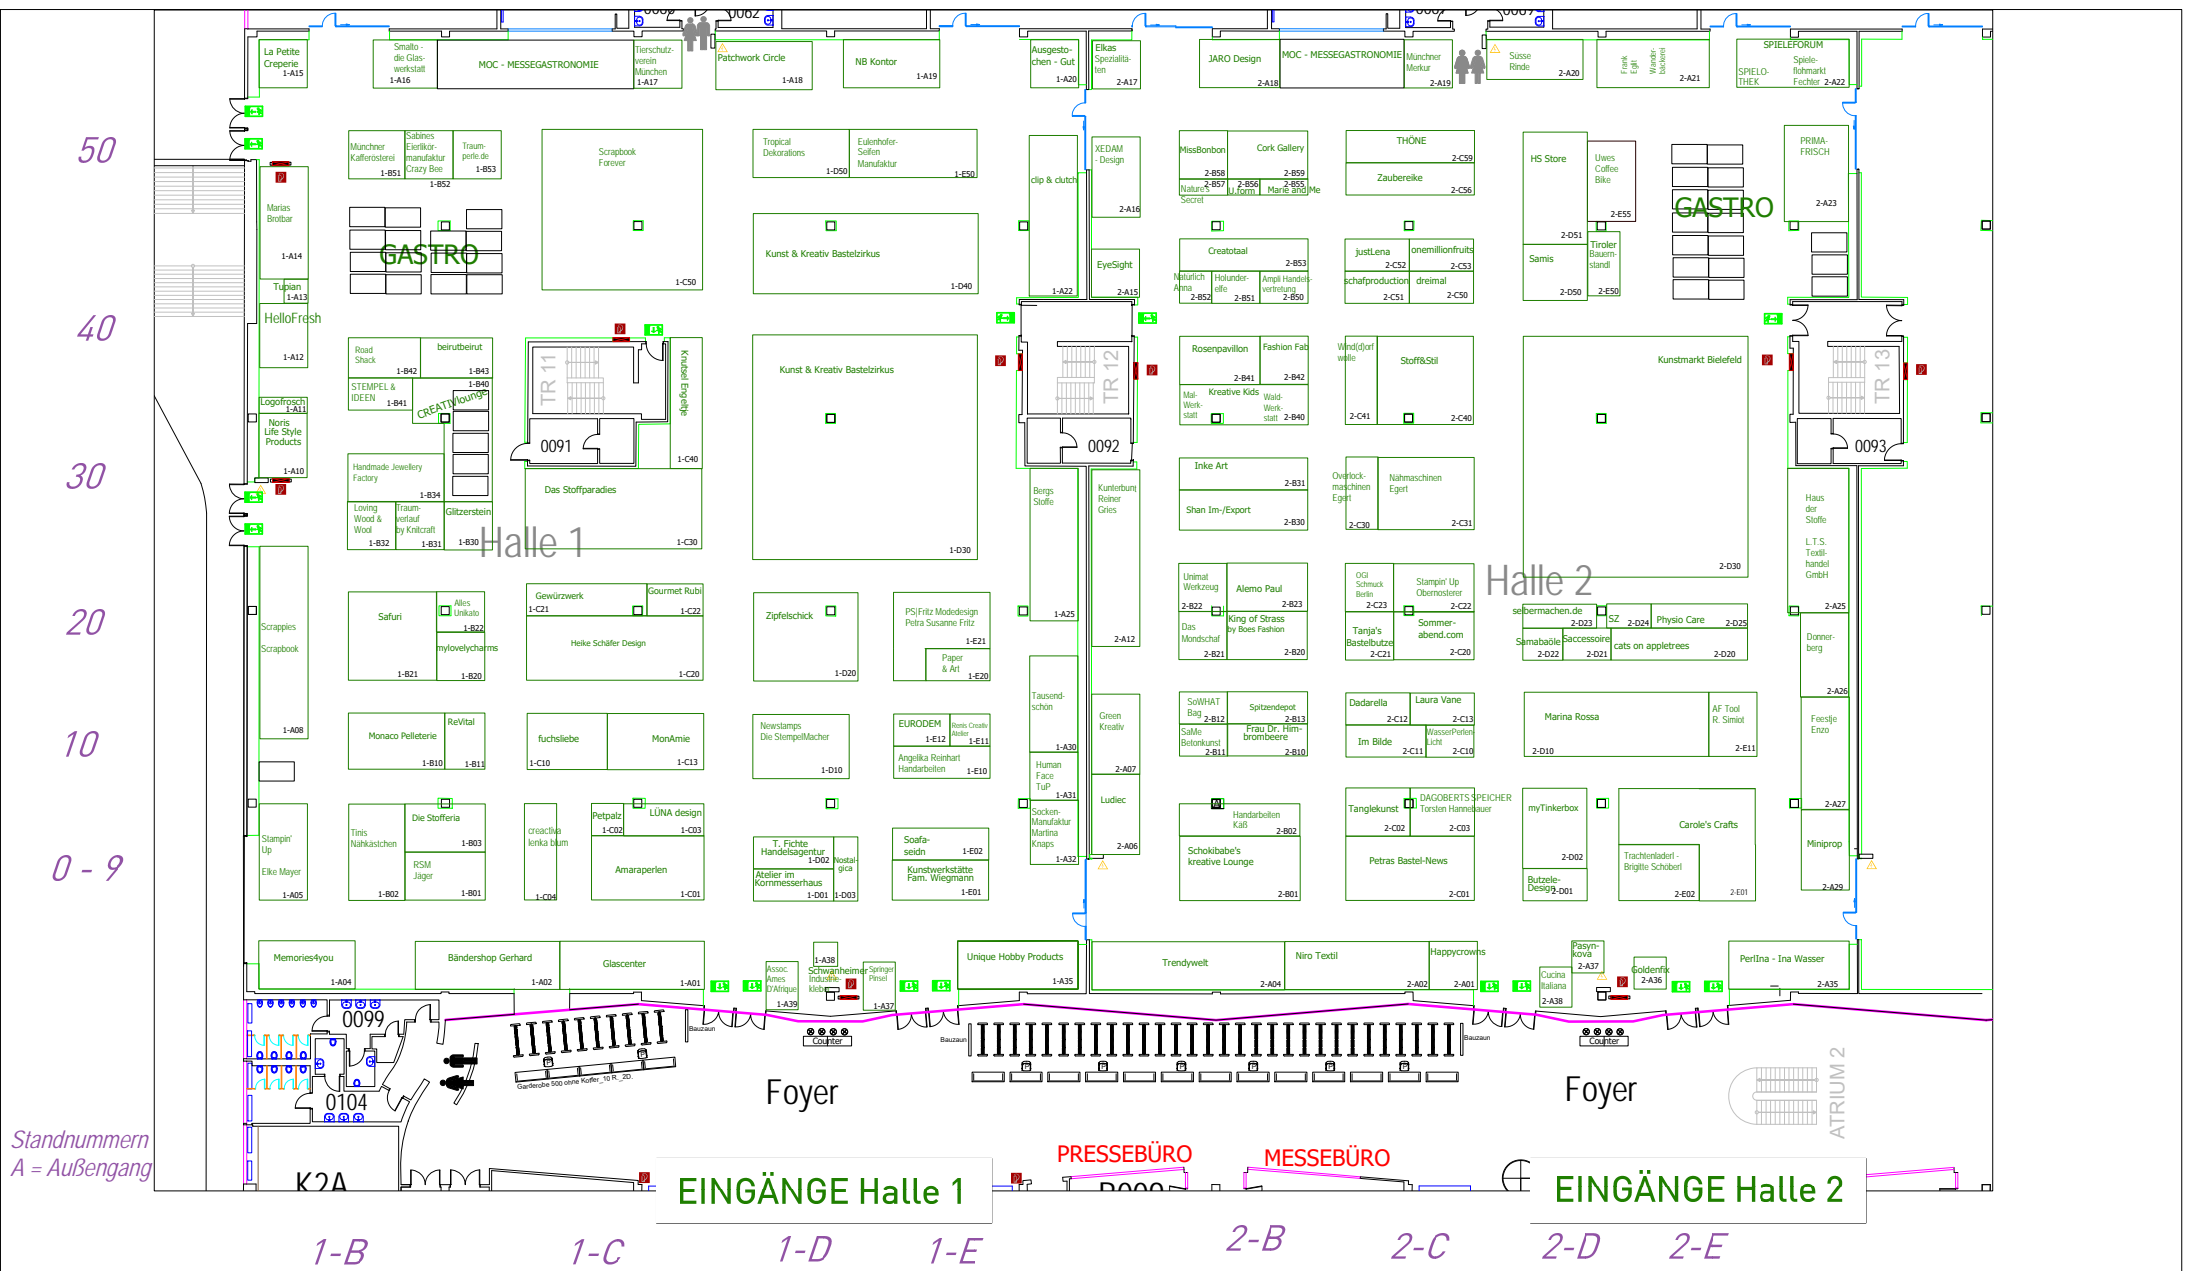 0062
La Petite
Creperie
1-A15
Smallo -
die Glas-
werkstatt
1-A16
MOC - MESSEGASTRONOMIE
Tierschutz-
verein
München
1-A17
Patchwork Circle
1-A18
NB Kontor
1-A19
Ausgesto-
chen - Gut
1-A20
Elkas
Spezialitä-
ten
2-A17
JARO Design
2-A18
MOC - MESSEGASTRONOMIE
Münchner
Merkur
2-A19
Süsse
Rinde
2-A20
Frank
Egli
Wander-
bäckerei
2-A21
SPIELEFORUM
SPIELO-
THEK
Spiele-
flohmarkt
Fechter
2-A22
50
Münchner
Kafferösterei
1-B51
Sabines
Eierlikör-
manufaktur
Crazy Bee
1-B52
Traum-
perle.de
1-B53
Scrapbook
Forever
1-C50
Tropical
Dekorations
1-D50
Eulenhofer-
Seifen
Manufaktur
1-E50
clip & clutch
1-A22
XEDAM
- Design
2-A16
MissBonbon
2-B58
Cork Gallery
2-B59
Nature's
Secret
2-B57
U.form
2-B56
Marie and Me
2-B55
THÖNE
2-C59
Zaubereike
2-C56
HS Store
2-D51
Uwes
Coffee
Bike
2-E55
GASTRO
PRIMA-
FRISCH
2-A23
Marias
Brotbar
1-A14
GASTRO
Kunst & Kreativ Bastelzirkus
1-D40
EyeSight
2-A15
Creatotaal
2-B53
Natürlich
Anna
2-B52
Holunder-
elfe
2-B51
Ampli Handels-
vertretung
2-B50
justLena
2-C52
onemillionfruits
2-C53
schafproduction
2-C51
dreimal
2-C50
Samis
2-D50
Tiroler
Bauern-
standl
2-E50
Tupian
1-A13
40
HelloFresh
1-A12
Road
Shack
1-B42
beirutbeirut
1-B43
STEMPEL &
IDEEN
1-B41
1-B40
CREATIVlounge
TR 11
0091
Knutsel Engeltje
1-C40
Kunst & Kreativ Bastelzirkus
1-D30
TR 12
0092
Rosenpavillon
2-B41
Fashion Fab
2-B42
Mal-
Werk-
statt
Kreative Kids
Wald-
Werk-
statt
2-B40
Wind(d)orf
wolle
2-C41
Stoff&Stil
2-C40
Kunstmarkt Bielefeld
2-D30
TR 13
0093
Logofrosch
1-A11
Noris
Life Style
Products
1-A10
30
Handmade Jewellery
Factory
1-B34
Loving
Wood &
Wool
1-B32
Traum-
verlauf
by Knitcraft
1-B31
Glitzerstein
1-B30
Das Stoffparadies
1-C30
Halle 1
Bergs
Stoffe
1-A25
Kunterbunt
Reiner
Gries
2-A12
Inke Art
2-B31
Shan Im-/Export
2-B30
Overlock-
maschinen
Egert
2-C30
Nähmaschinen
Egert
2-C31
Halle 2
Haus
der
Stoffe
L.T.S.
Textil-
handel
GmbH
2-A25
20
Scrappies
Scrapbook
1-A08
Safuri
1-B21
Alles
Unikato
1-B22
mylovelycharms
1-B20
Gewürzwerk
1-C21
Gourmet Rubi
1-C22
Heike Schäfer Design
1-C20
Zipfelschick
1-D20
PS|Fritz Modedesign
Petra Susanne Fritz
1-E21
Paper
& Art
1-E20
Unimat
Werkzeug
2-B22
Alemo Paul
2-B23
Das
Mondschaf
2-B21
King of Strass
by Boes Fashion
2-B20
OGI
Schmuck
Berlin
2-C23
Stampin' Up
Obernosterer
2-C22
Tanja's
Bastelbutze
2-C21
Sommer-
abend.com
2-C20
selbermachen.de
2-D23
SZ
2-D24
Physio Care
2-D25
Samabaöle
2-D22
Saccessoire
2-D21
cats on appletrees
2-D20
Donner-
berg
2-A26
10
Monaco Pelleterie
1-B10
ReVital
1-B11
fuchsliebe
1-C10
MonAmie
1-C13
Newstamps
Die StempelMacher
1-D10
EURODEM
1-E12
Renis Creativ
Atelier
1-E11
Angelika Reinhart
Handarbeiten
1-E10
Tausend-
schön
1-A30
Human
Face
TuP
1-A31
Green
Kreativ
2-A07
SoWHAT
Bag
2-B12
Spitzendepot
2-B13
SaMe
Betonkunst
2-B11
Frau Dr. Him-
brombeere
2-B10
Dadarella
2-C12
Laura Vane
2-C13
Im Bilde
2-C11
WasserPerlen
Licht
2-C10
Marina Rossa
2-D10
AF Tool
R. Simiot
2-E11
Feestje
Enzo
2-A27
0 - 9
Stampin'
Up
Elke Mayer
1-A05
Tinis
Nähkästchen
1-B02
Die Stofferia
1-B03
RSM
Jäger
1-B01
creactiva
lenka blum
1-C04
Petpalz
1-C02
LÜNA design
1-C03
Amaraperlen
1-C01
T. Fichte
Handelsagentur
1-D02
Atelier im
Kornmesserhaus
1-D01
Nostal-
gica
1-D03
Soafa-
seidn
1-E02
Kunstwerkstätte
Fam. Wiegmann
1-E01
Socken-
Manufaktur
Martina
Knaps
1-A32
Ludiec
2-A06
Handarbeiten
Käß
2-B02
Schokibabe's
kreative Lounge
2-B01
Tanglekunst
2-C02
DAGOBERTS SPEICHER
Torsten Hannebauer
2-C03
Petras Bastel-News
2-C01
myTinkerbox
2-D02
Butzele-
Design
2-D01
Carole's Crafts
2-E01
Trachtenladerl -
Brigitte Schöberl
2-E02
Miniprop
2-A29
Memories4you
1-A04
Bändershop Gerhard
1-A02
Glascenter
1-A01
Assoc.
Ames
D'Afrique
1-A39
1-A38
Schwanheimer
Industrie
kleber
Springer
Pinsel
1-A37
Unique Hobby Products
1-A35
Trendywelt
2-A04
Niro Textil
2-A02
Happycrowns
2-A01
Cucina
Italiana
2-A38
Pasyn-
kova
2-A37
Goldenfix
2-A36
PerlIna - Ina Wasser
2-A35
0099
0104
Bauzaun
Garderobe 500 ohne Koffer_10 R._2D.
Counter
Bauzaun
Bauzaun
Counter
Foyer
Foyer
ATRIUM 2
Standnummern
A = Außengang
K2A
PRESSEBÜRO
MESSEBÜRO
EINGÄNGE Halle 1
EINGÄNGE Halle 2
1-B
1-C
1-D
1-E
2-B
2-C
2-D
2-E